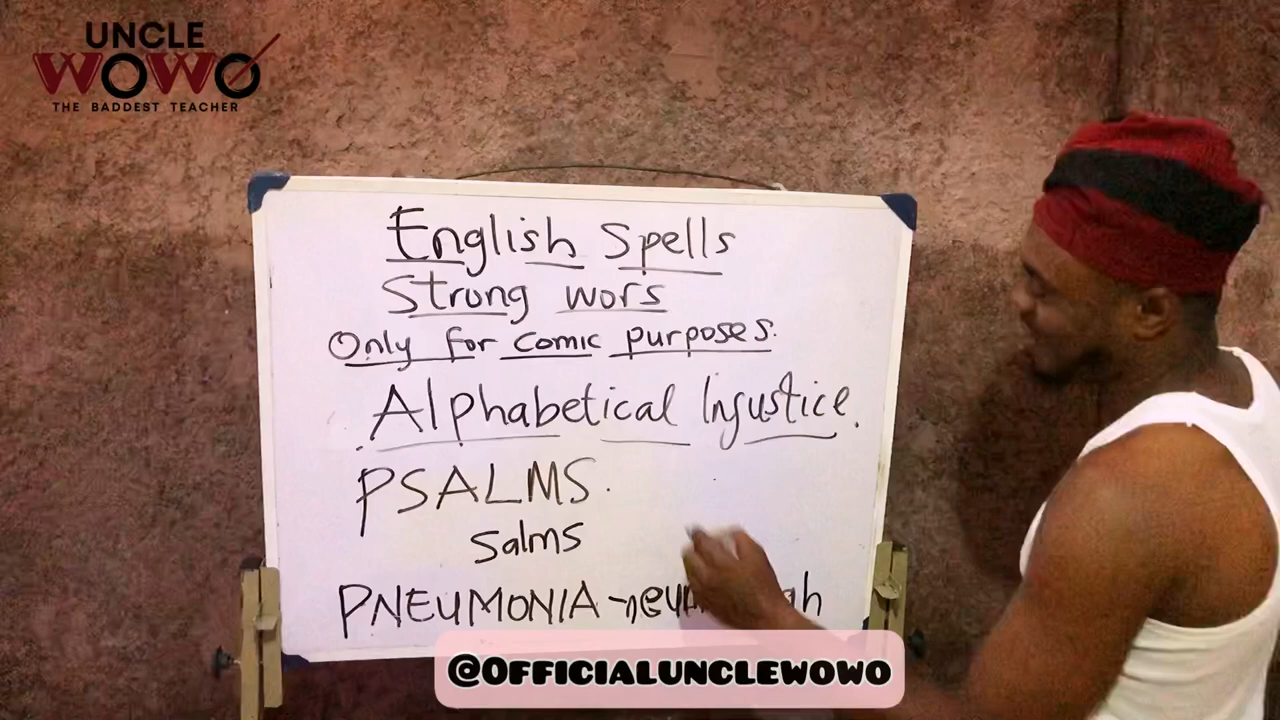 UNCLE
WOWO
THE BADDEST TEACHER
English Spells
Strong wors
Only for comic purposes.
Alphabetical Injustice.
PSALMS.
Salms
PNEUMONIA -
@OFFICIALUNCLEWOWO